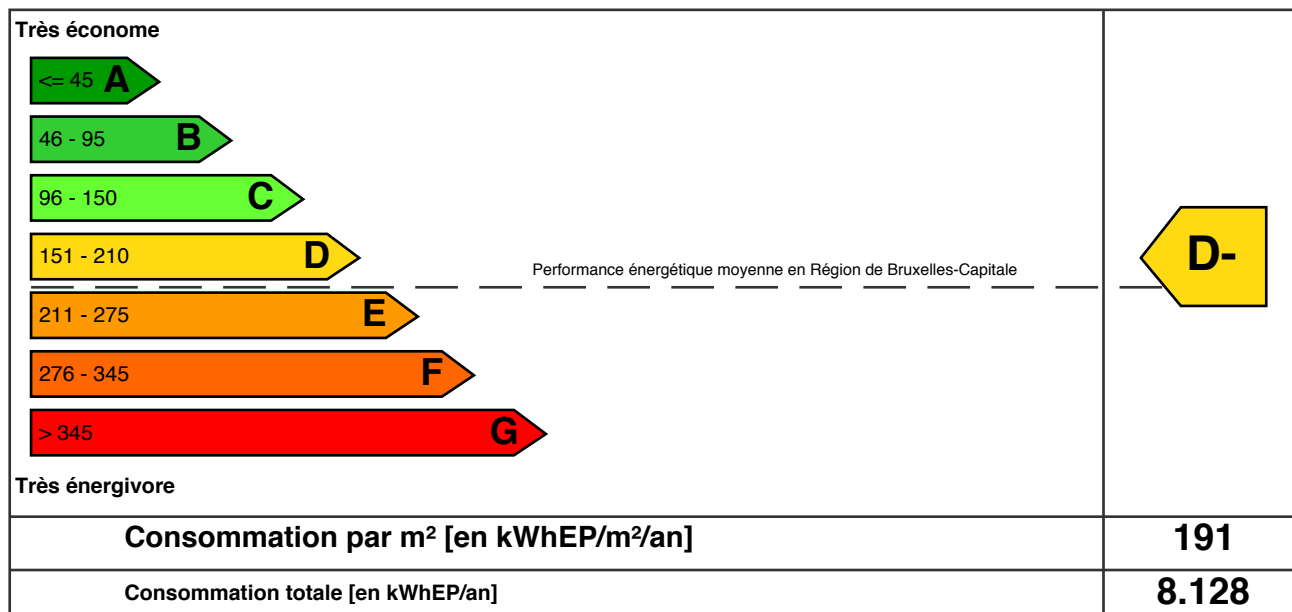 Très économe
<= 45 A
46 - 95 B
96 - 150 C
151 - 210 D
Performance énergétique moyenne en Région de Bruxelles-Capitale
D-
211 - 275 E
276 - 345 F
> 345 G
Très énergivore
Consommation par m² [en kWhEP/m²/an] 191
Consommation totale [en kWhEP/an] 8.128